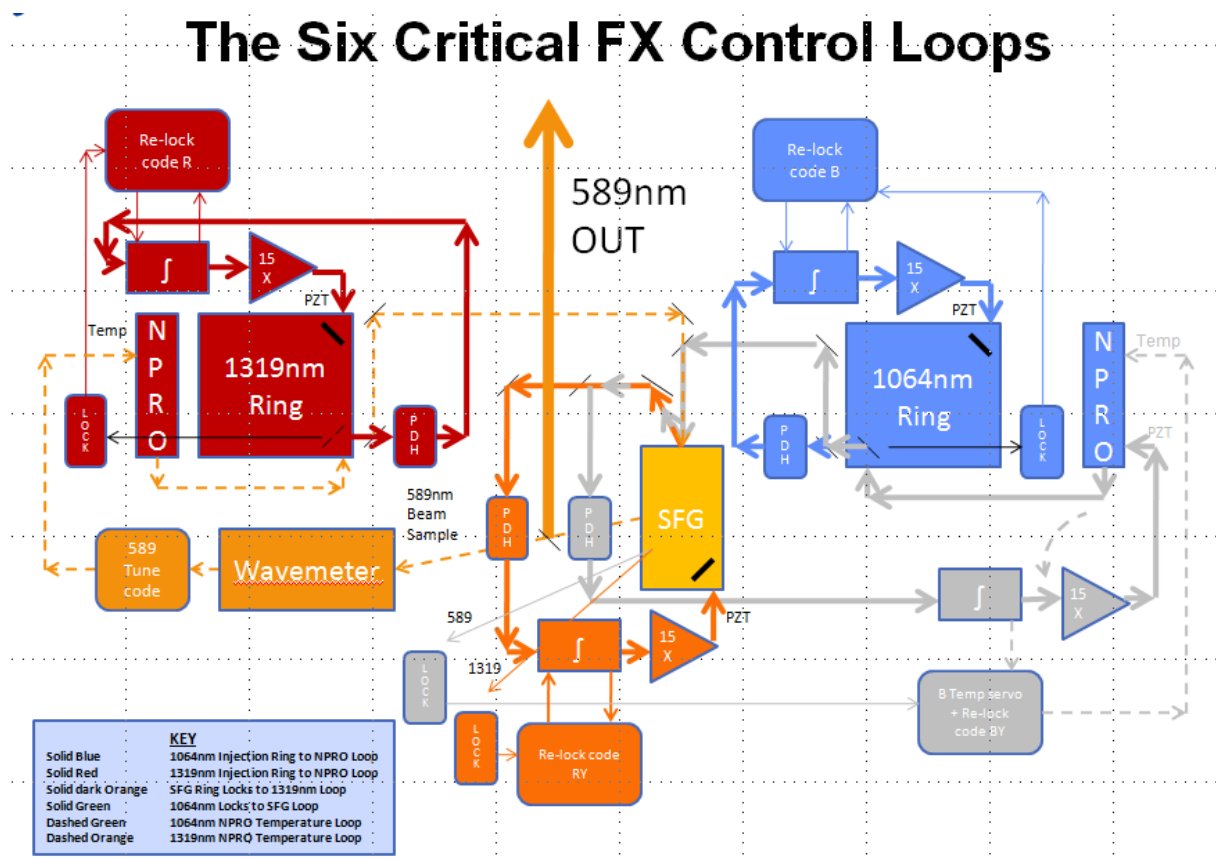 The Six Critical FX Control Loops
Re-lock
code R
∫
15
X
PZT
Temp
N
P
R
O
1319nm
Ring
L
O
C
K
P
D
H
589nm
OUT
Re-lock
code B
∫
15
X
PZT
1064nm
Ring
P
D
H
L
O
C
K
N
P
R
O
Temp
PZT
589nm
Beam
Sample
P
D
H
P
D
H
SFG
589
Tune
code
Wavemeter
589
1319
∫
15
X
PZT
∫
15
X
L
O
C
K
L
O
C
K
Re-lock code
RY
B Temp servo
+ Re-lock
code BY
KEY
Solid Blue 1064nm Injection Ring to NPRO Loop
Solid Red 1319nm Injection Ring to NPRO Loop
Solid dark Orange SFG Ring Locks to 1319nm Loop
Solid Green 1064nm Locks to SFG Loop
Dashed Green 1064nm NPRO Temperature Loop
Dashed Orange 1319nm NPRO Temperature Loop